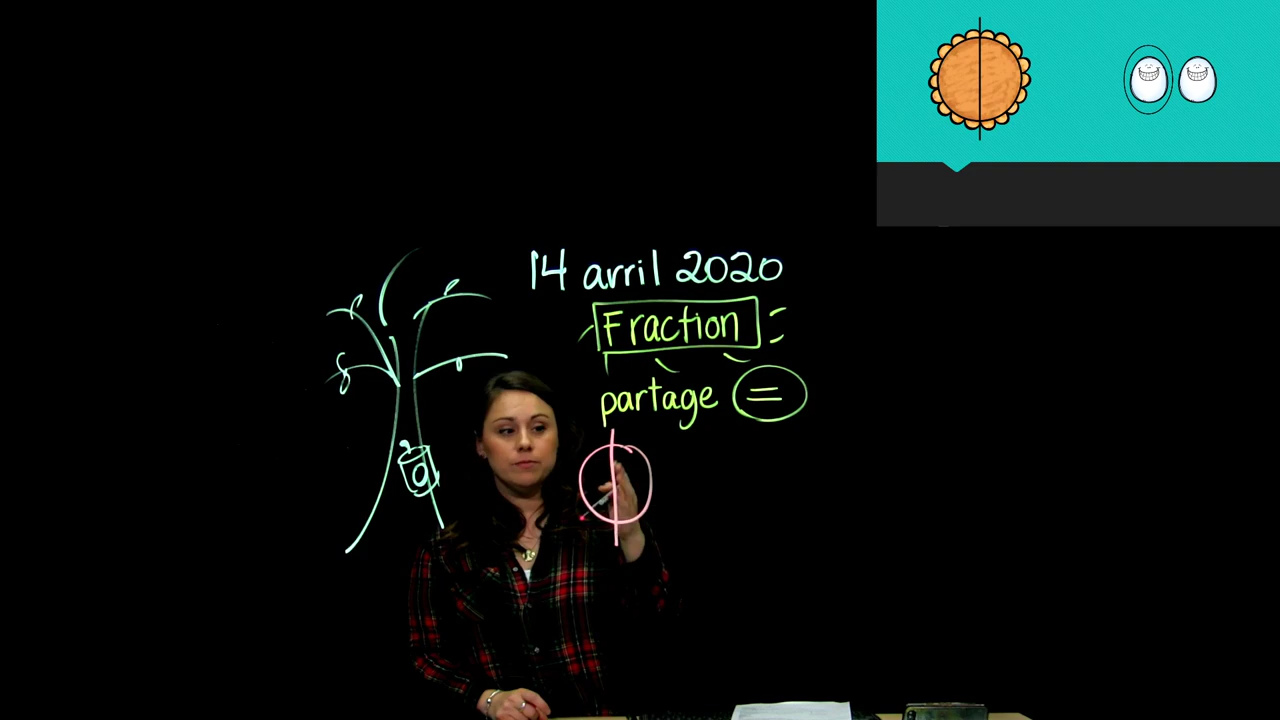 14 avril 2020
Fraction =
partage =